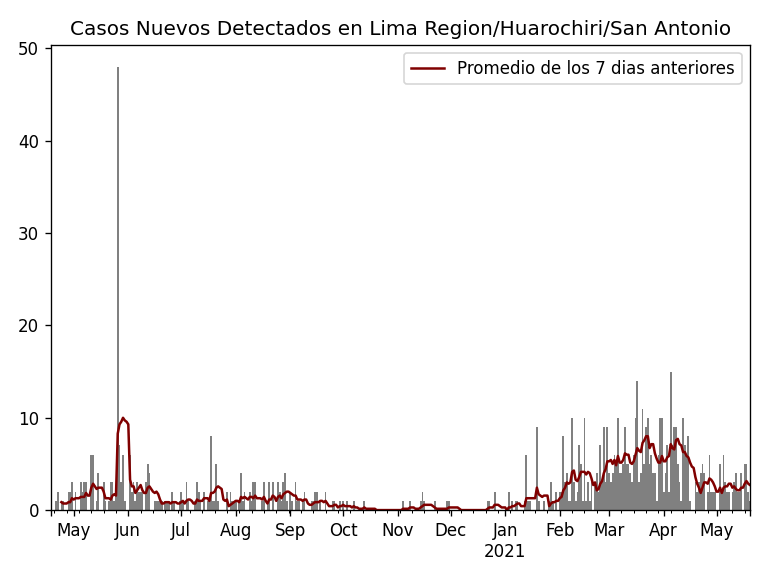 Casos Nuevos Detectados en Lima Region/Huarochiri/San Antonio
Promedio de los 7 dias anteriores
50
40
30
20
10
0
May Jun Jul Aug Sep Oct Nov Dec Jan Feb Mar Apr May
2021